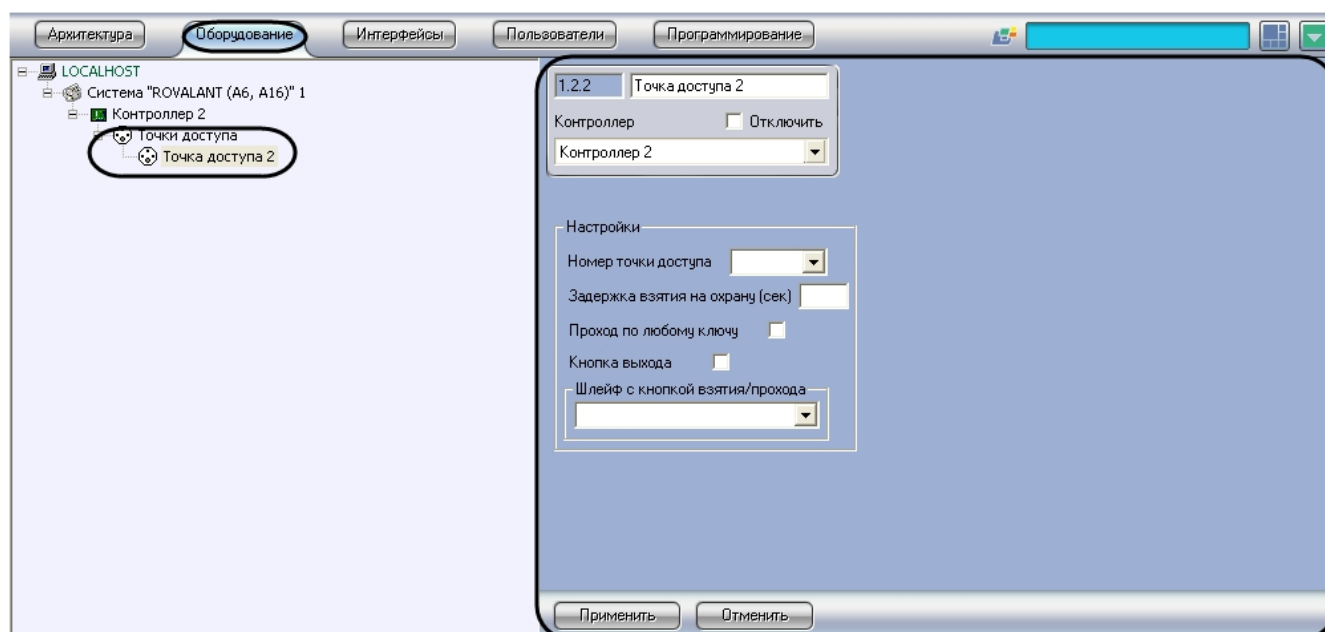 Архитектура Оборудование Интерфейсы Пользователи Программирование
LOCALHOST
Система "ROVALANT (A6, A16)" 1
Контроллер 2
Точки доступа
Точка доступа 2
1.2.2 Точка доступа 2
Контроллер Отключить
Контроллер 2
Настройки
Номер точки доступа
Задержка взятия на охрану (сек)
Проход по любому ключу
Кнопка выхода
Шлейф с кнопкой взятия/прохода
Применить Отменить